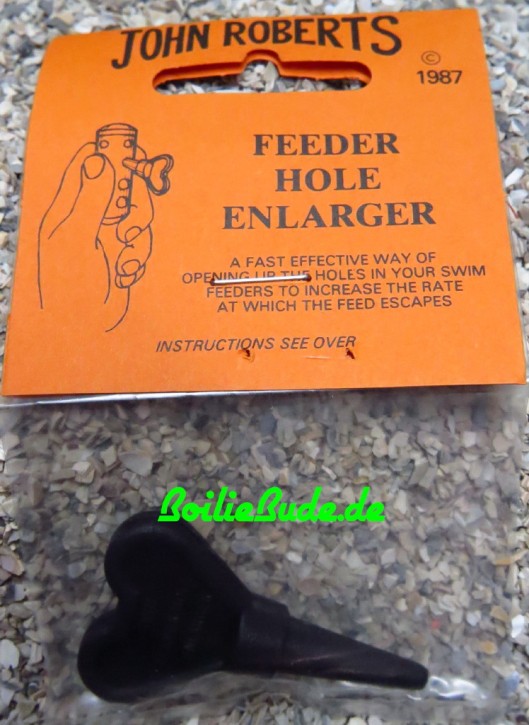 JOHN ROBERTS
©
1987
FEEDER
HOLE
ENLARGER
A FAST EFFECTIVE WAY OF
OPENING UP THE HOLES IN YOUR SWIM
FEEDERS TO INCREASE THE RATE
AT WHICH THE FEED ESCAPES
INSTRUCTIONS SEE OVER
BoilieBude.de